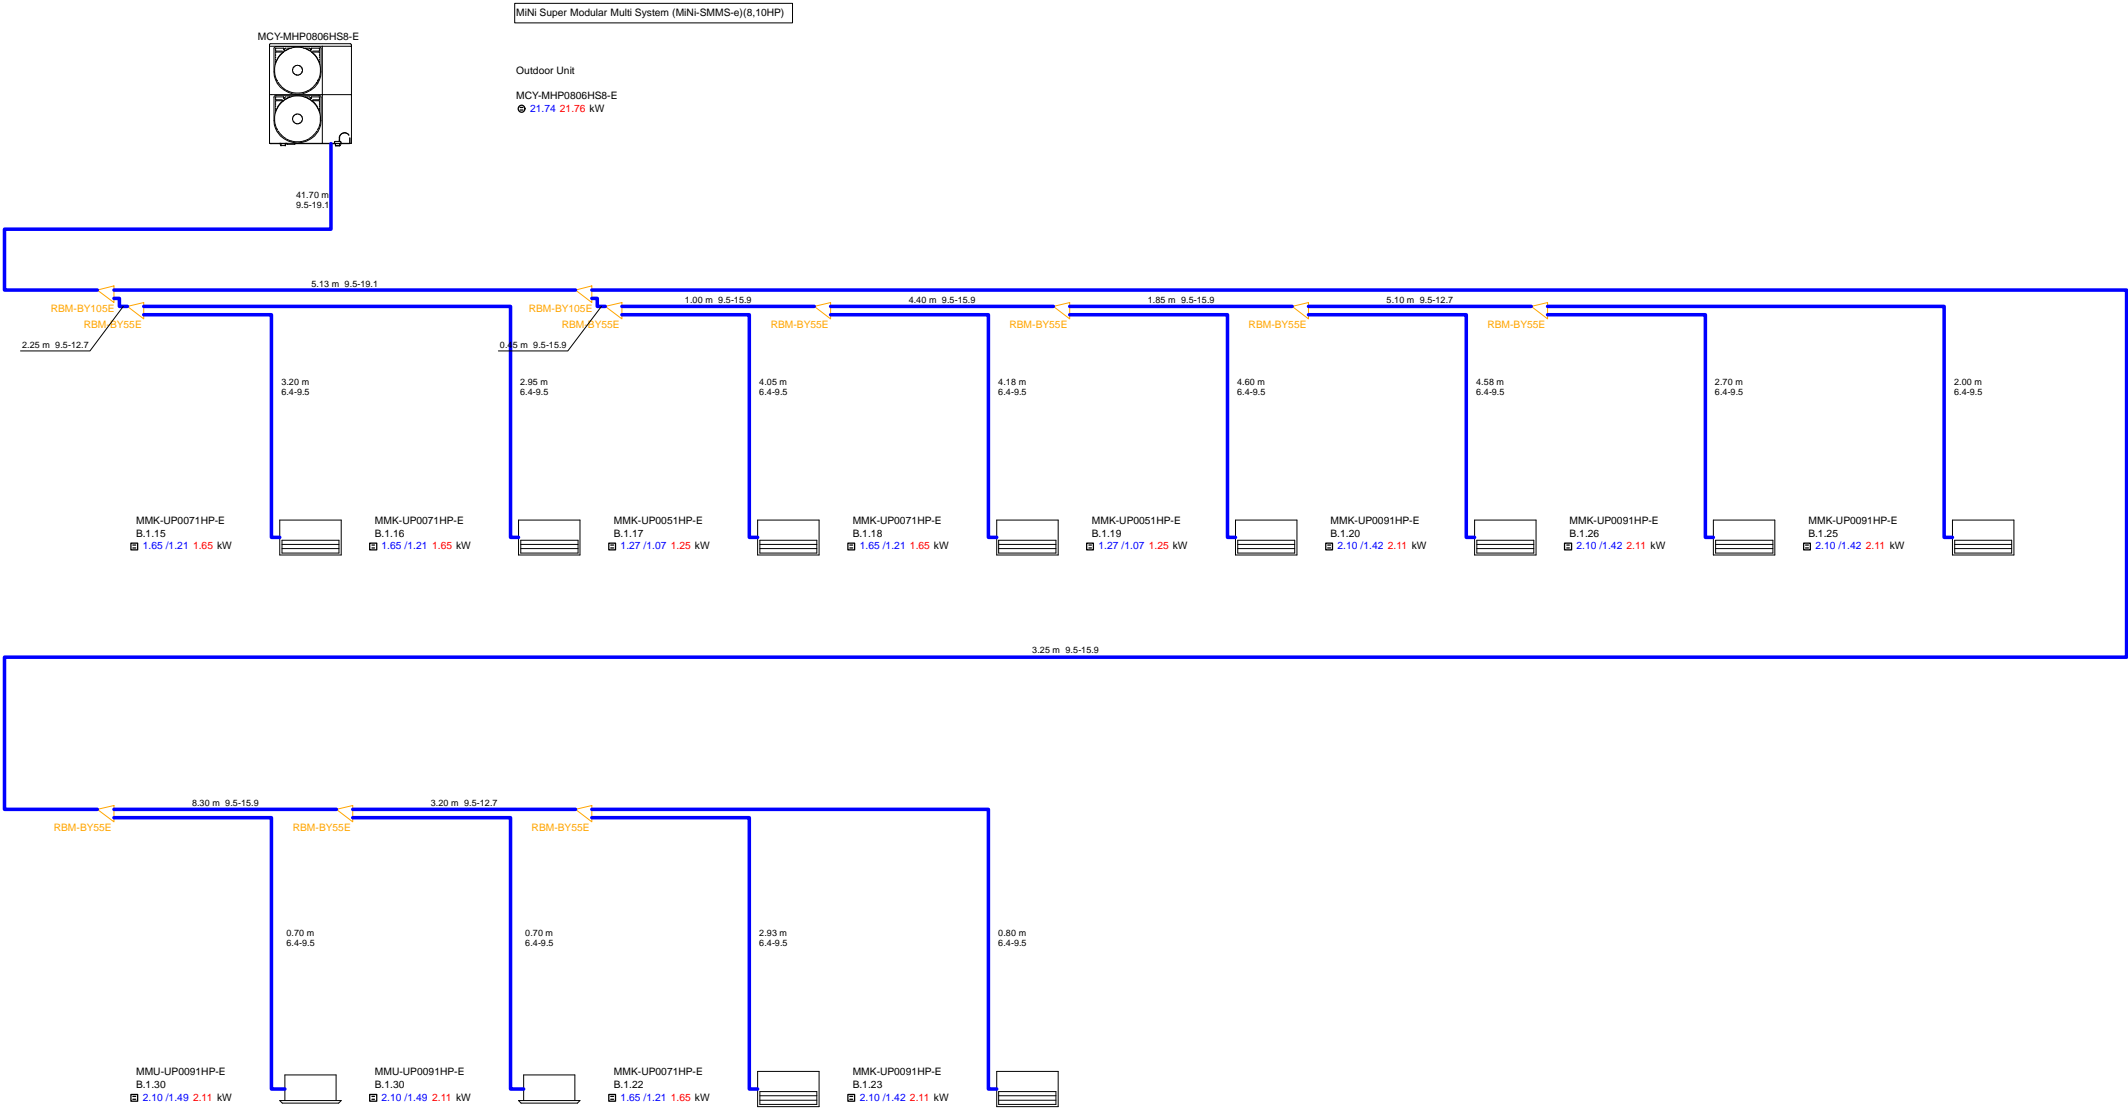 MiNi Super Modular Multi System (MiNi-SMMS-e)(8,10HP)
MCY-MHP0806HS8-E
Outdoor Unit
MCY-MHP0806HS8-E
21.74 21.76 kW
41.70 m
9.5-19.1
5.13 m 9.5-19.1
1.00 m 9.5-15.9
4.40 m 9.5-15.9
1.85 m 9.5-15.9
5.10 m 9.5-12.7
RBM-BY105E
RBM-BY55E
RBM-BY105E
RBM-BY55E
RBM-BY55E
RBM-BY55E
RBM-BY55E
RBM-BY55E
2.25 m 9.5-12.7
0.45 m 9.5-15.9
3.20 m
6.4-9.5
2.95 m
6.4-9.5
4.05 m
6.4-9.5
4.18 m
6.4-9.5
4.60 m
6.4-9.5
4.58 m
6.4-9.5
2.70 m
6.4-9.5
2.00 m
6.4-9.5
MMK-UP0071HP-E
B.1.15
1.65 /1.21 1.65 kW
MMK-UP0071HP-E
B.1.16
1.65 /1.21 1.65 kW
MMK-UP0051HP-E
B.1.17
1.27 /1.07 1.25 kW
MMK-UP0071HP-E
B.1.18
1.65 /1.21 1.65 kW
MMK-UP0051HP-E
B.1.19
1.27 /1.07 1.25 kW
MMK-UP0091HP-E
B.1.20
2.10 /1.42 2.11 kW
MMK-UP0091HP-E
B.1.26
2.10 /1.42 2.11 kW
MMK-UP0091HP-E
B.1.25
2.10 /1.42 2.11 kW
3.25 m 9.5-15.9
8.30 m 9.5-15.9
3.20 m 9.5-12.7
RBM-BY55E
RBM-BY55E
RBM-BY55E
0.70 m
6.4-9.5
0.70 m
6.4-9.5
2.93 m
6.4-9.5
0.80 m
6.4-9.5
MMU-UP0091HP-E
B.1.30
2.10 /1.49 2.11 kW
MMU-UP0091HP-E
B.1.30
2.10 /1.49 2.11 kW
MMK-UP0071HP-E
B.1.22
1.65 /1.21 1.65 kW
MMK-UP0091HP-E
B.1.23
2.10 /1.42 2.11 kW